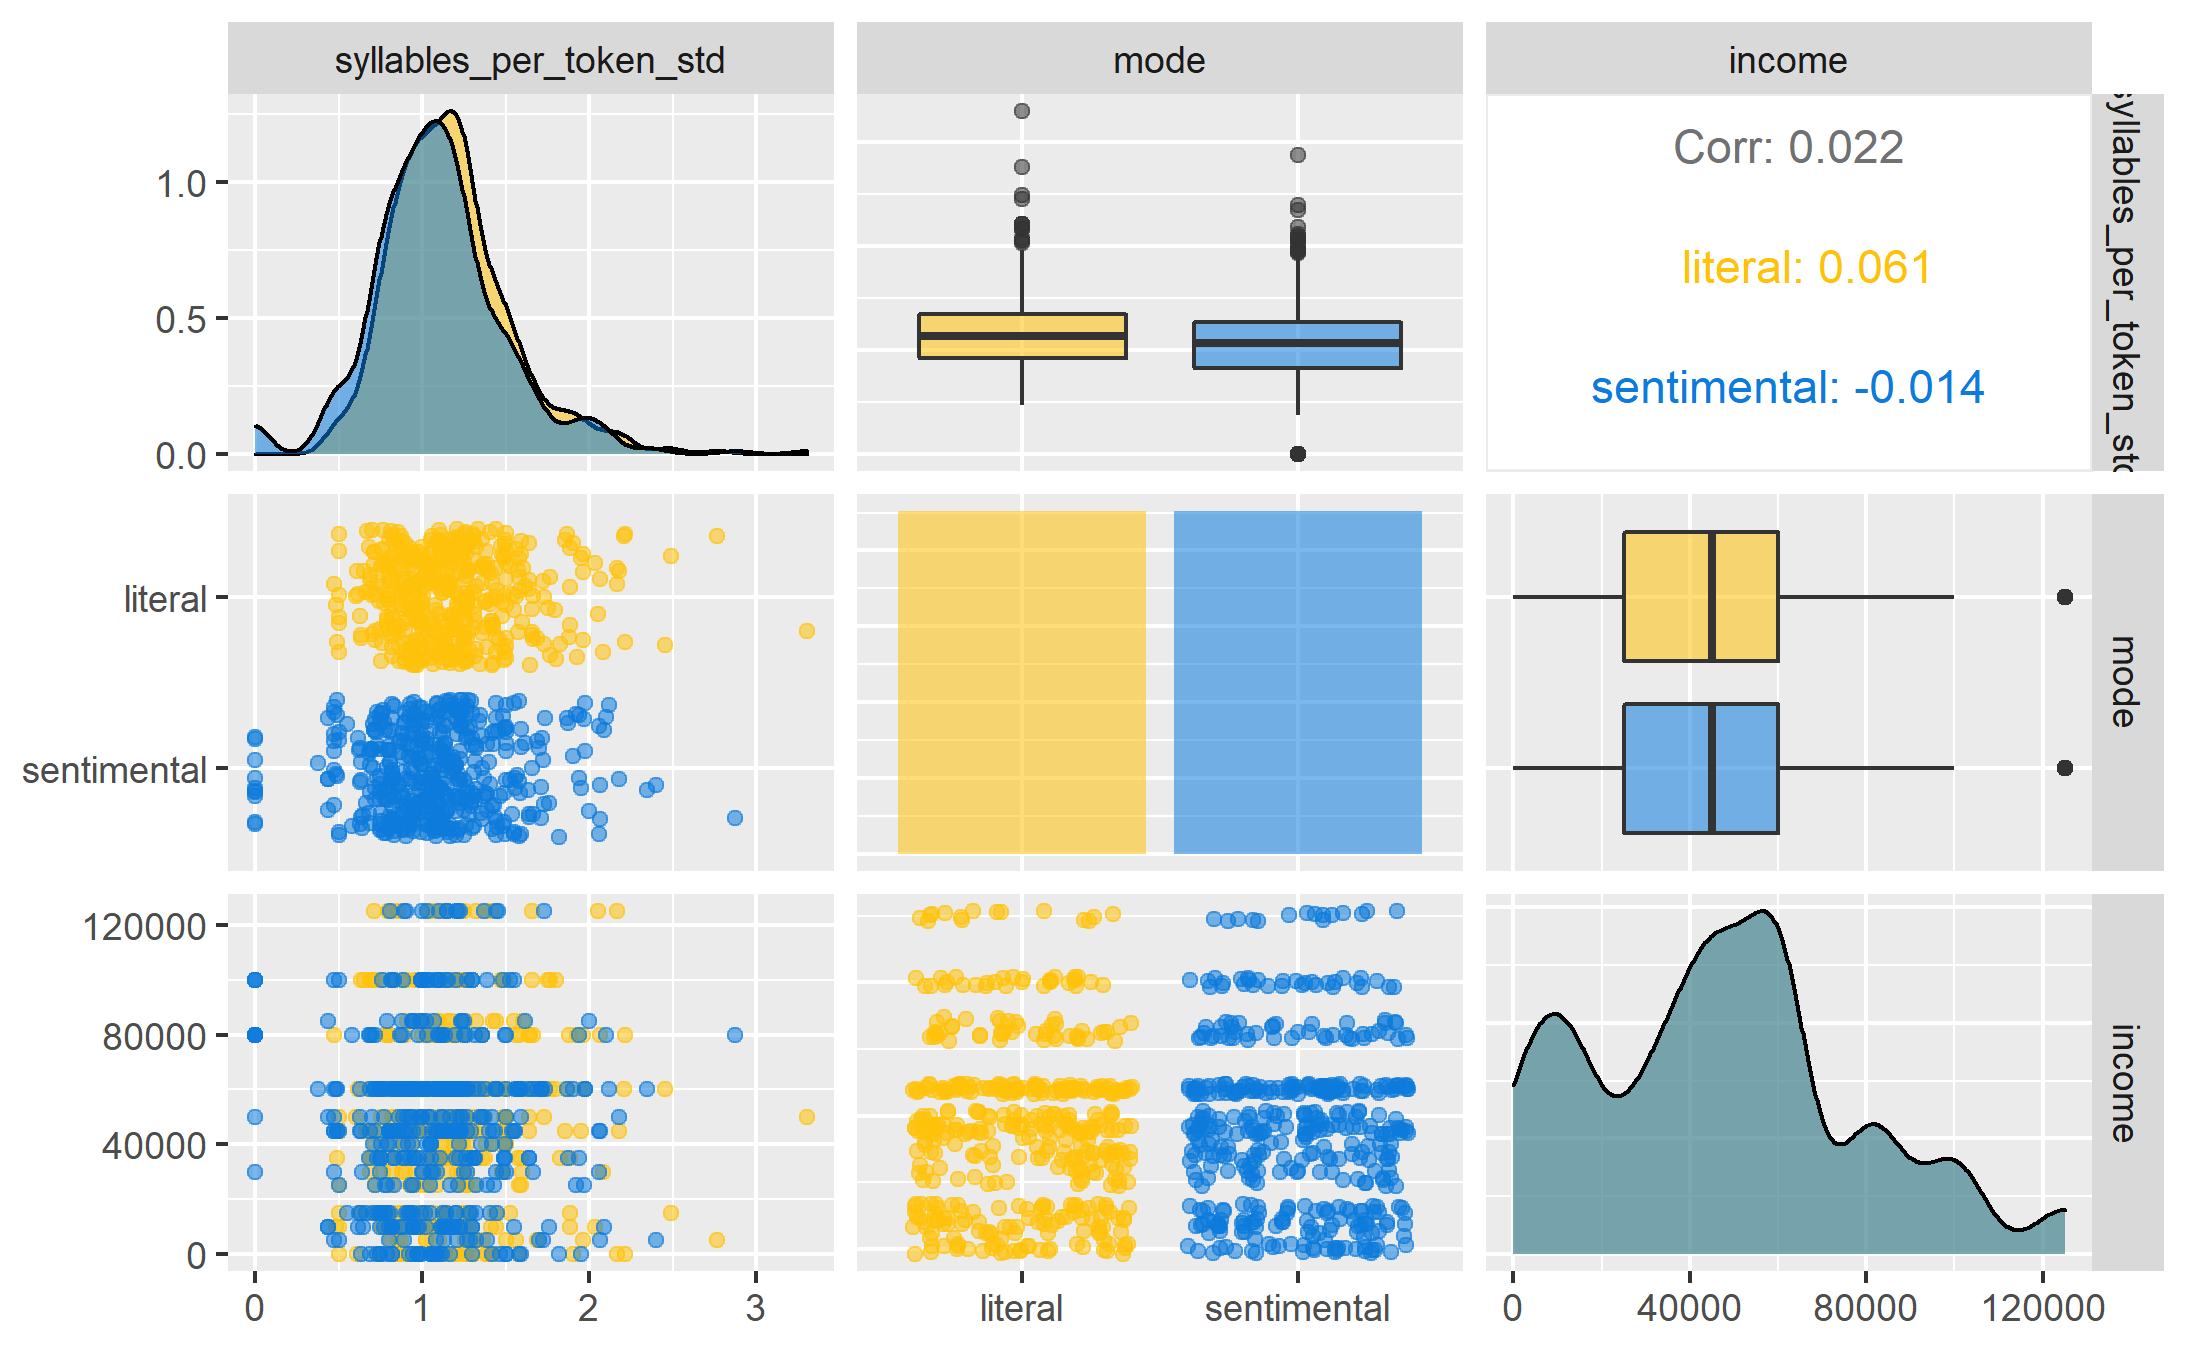 syllables_per_token_std mode income
1.0
0.5
0.0
Corr: 0.022
literal: 0.061
sentimental: -0.014
syllables_per_token_std
literal
sentimental
mode
120000
80000
40000
0
income
0 1 2 3
literal sentimental
0 40000 80000 120000